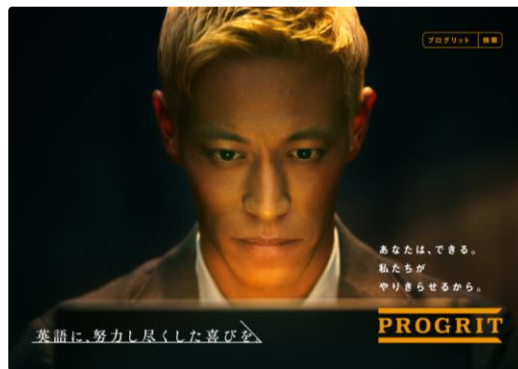 プログリット 検索
あなたは、できる。
私たちが
やりきらせるから。
PROGRIT
英語に、努力し尽くした喜びを。